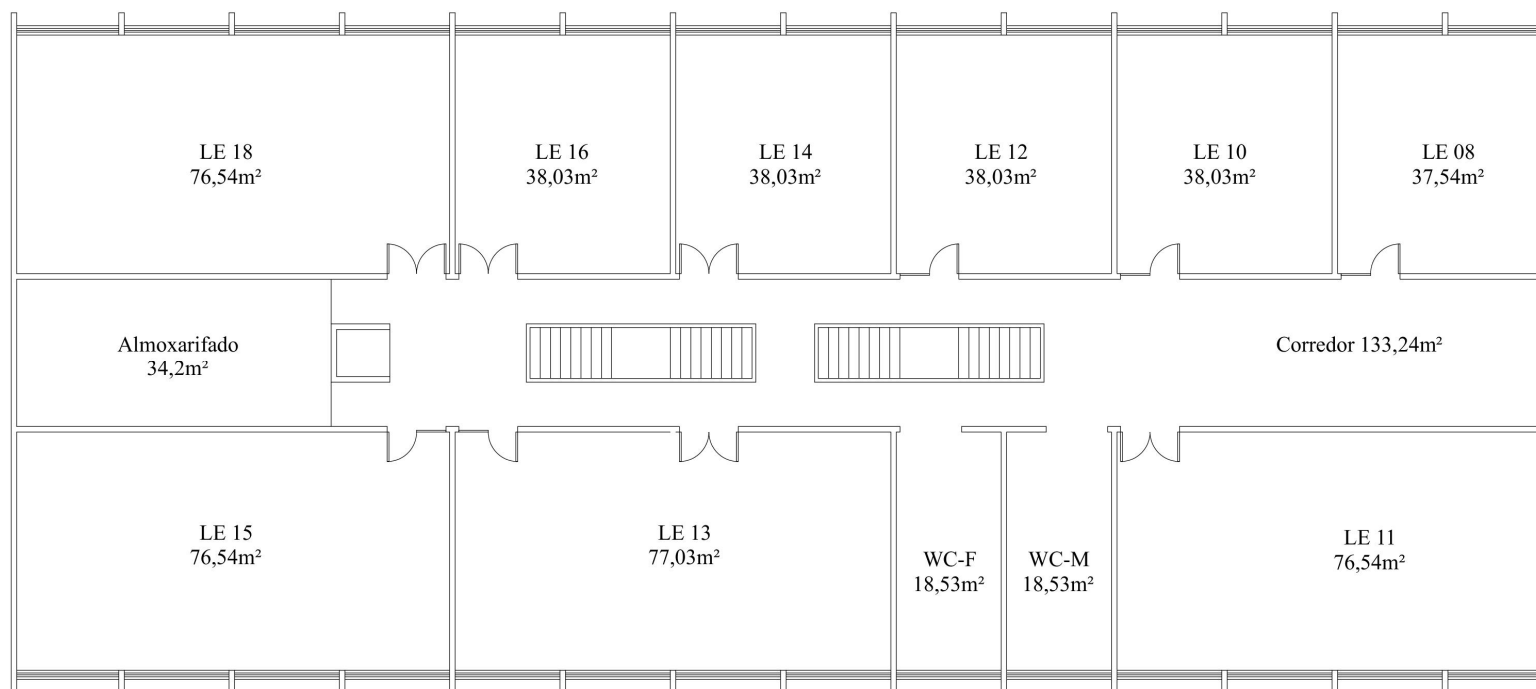 LE 18
76,54m²
LE 16
38,03m²
LE 14
38,03m²
LE 12
38,03m²
LE 10
38,03m²
LE 08
37,54m²
Almoxarifado
34,2m²
Corredor 133,24m²
LE 15
76,54m²
LE 13
77,03m²
WC-F
18,53m²
WC-M
18,53m²
LE 11
76,54m²